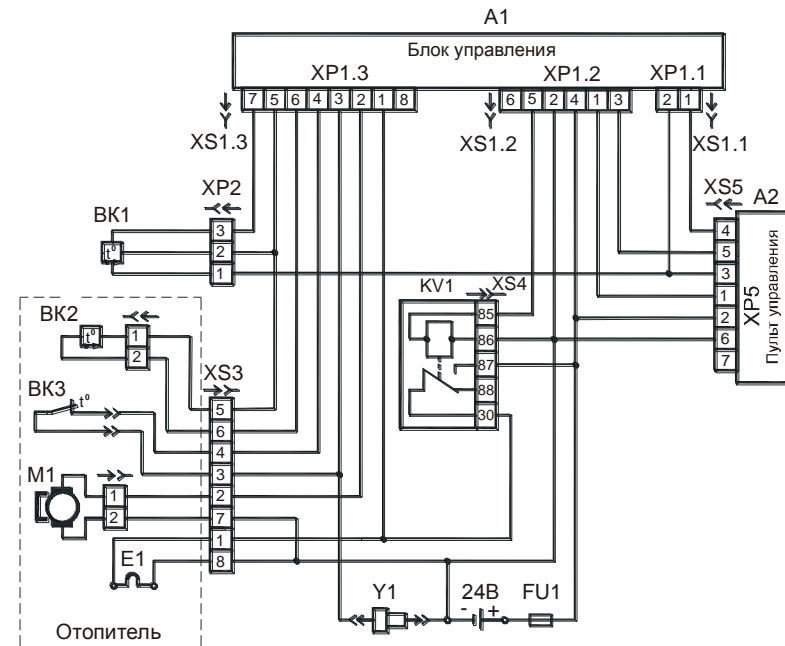 A1
Блок управления
XP1.3 XP1.2 XP1.1
7 5 6 4 3 2 1 8
6 5 2 4 1 3
2 1
XS1.3 XS1.2 XS1.1
XP2
BK1
t°
3
2
1
XS5
A2
4
5
3
1
2
6
7
XP5
Пульт управления
KV1
XS4
85
86
87
88
30
BK2
t°
1
2
XS3
BK3
t°
5
6
4
3
2
7
1
8
M1
1
2
E1
Отопитель
Y1
24В
- +
FU1